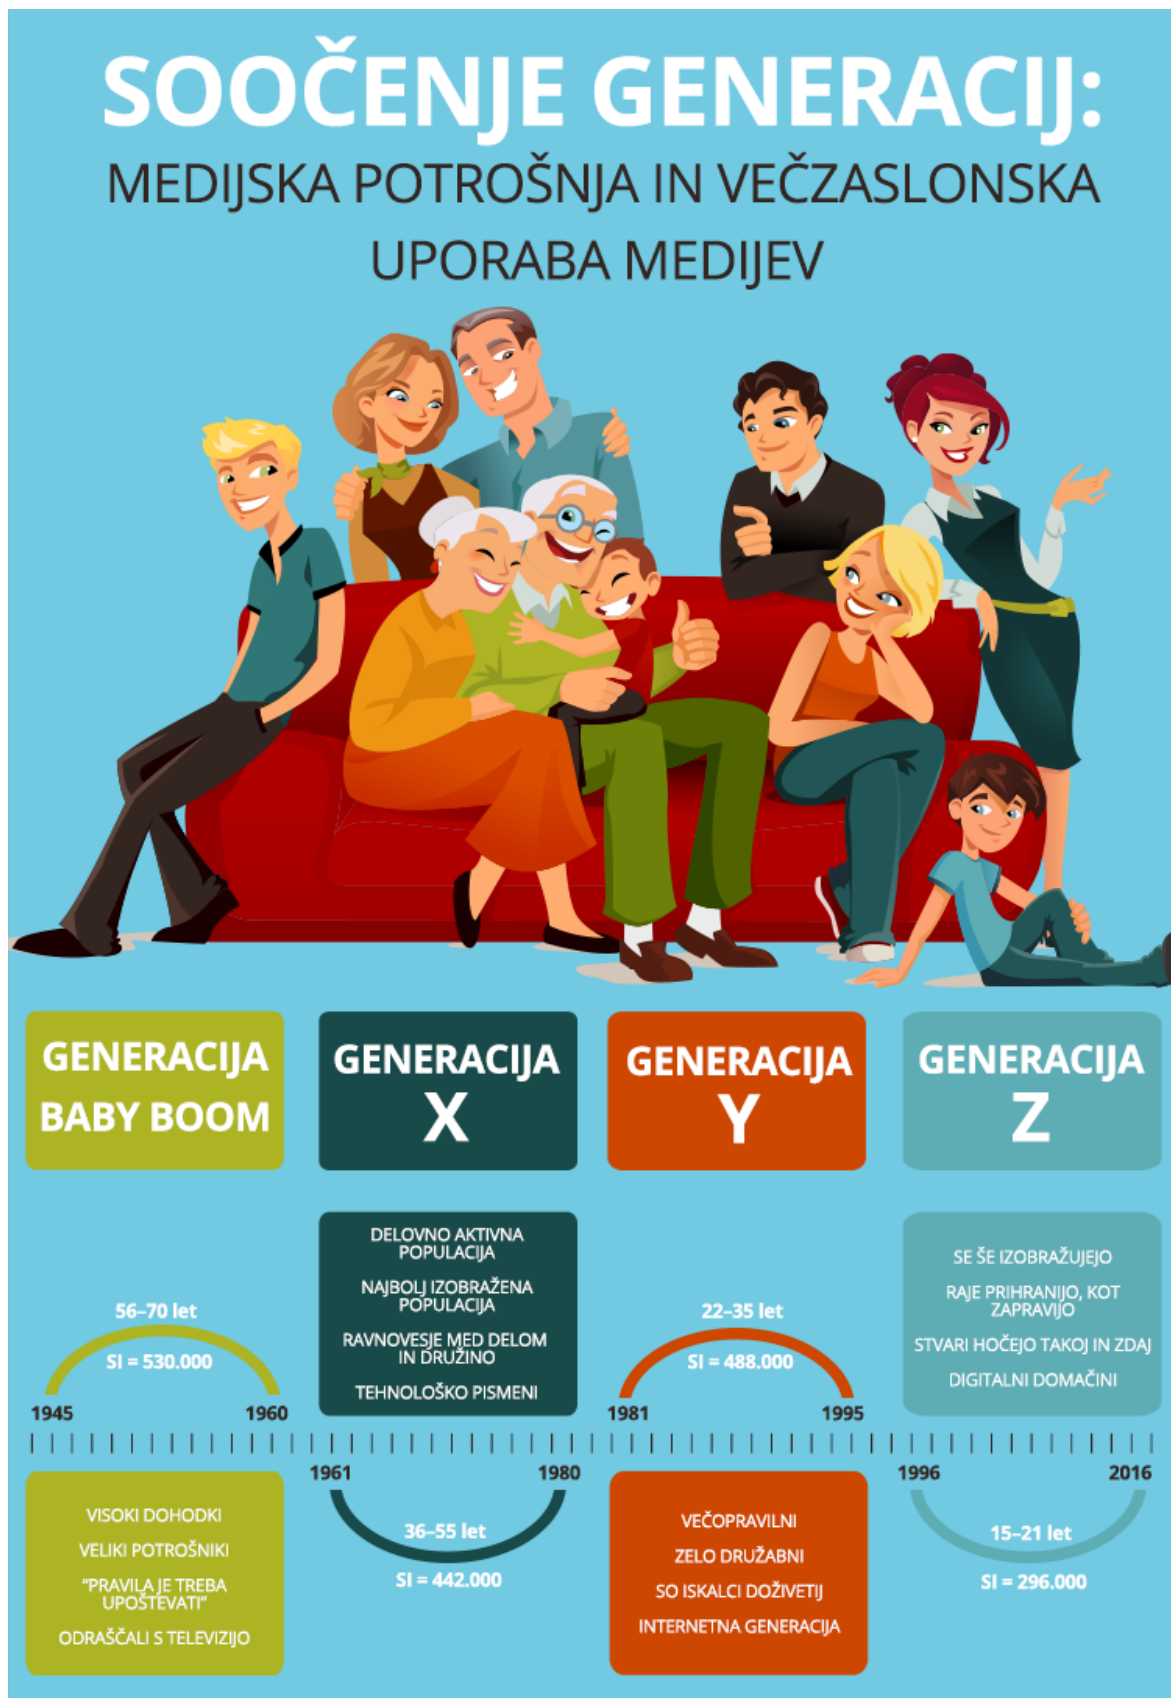 SOOČENJE GENERACIJ:
MEDIJSKA POTROŠNJA IN VEČZASLONSKA
UPORABA MEDIJEV
GENERACIJA
BABY BOOM
GENERACIJA
X
GENERACIJA
Y
GENERACIJA
Z
56–70 let
SI = 530.000
1945
1960
VISOKI DOHODKI
VELIKI POTROŠNIKI
“PRAVILA JE TREBA
UPOŠTEVATI”
ODRAŠČALI S TELEVIZIJO
DELOVNO AKTIVNA
POPULACIJA
NAJBOLJ IZOBRAŽENA
POPULACIJA
RAVNOVESJE MED DELOM
IN DRUŽINO
TEHNOLOŠKO PISMENI
1961
1980
36–55 let
SI = 442.000
22–35 let
SI = 488.000
1981
1995
VEČOPRAVILNI
ZELO DRUŽABNI
SO ISKALCI DOŽIVETIJ
INTERNETNA GENERACIJA
SE ŠE IZOBRAŽUJEJO
RAJE PRIHRANIJO, KOT
ZAPRAVIJO
STVARI HOČEJO TAKOJ IN ZDAJ
DIGITALNI DOMAČINI
1996
2016
15–21 let
SI = 296.000